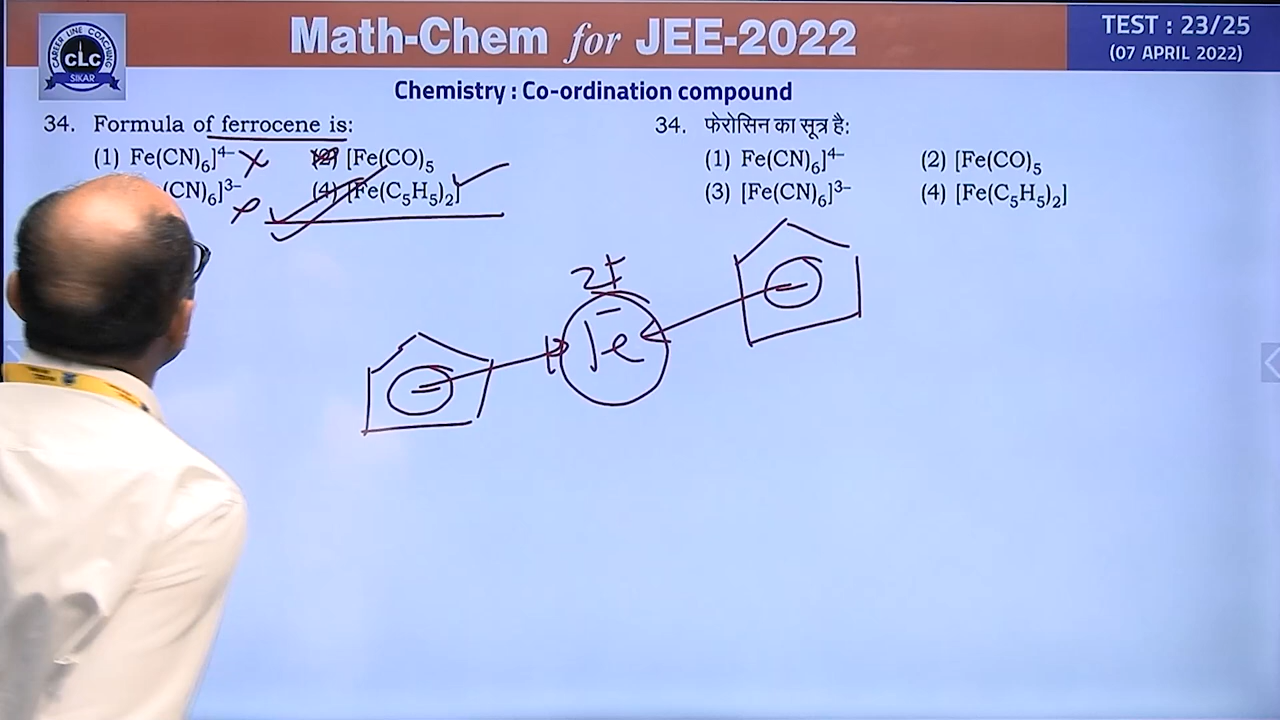 CAREER LINE COACHING
CLC
SIKAR
Math-Chem for JEE-2022
TEST : 23/25
(07 APRIL 2022)
Chemistry : Co-ordination compound
34. Formula of ferrocene is:
(1) Fe(CN)₆]⁴⁻ (2) [Fe(CO)₅
(CN)₆]³⁻ (4) [Fe(C₅H₅)₂]
34. फेरोसिन का सूत्र है:
(1) Fe(CN)₆]⁴⁻ (2) [Fe(CO)₅
(3) [Fe(CN)₆]³⁻ (4) [Fe(C₅H₅)₂]
2+
Fe